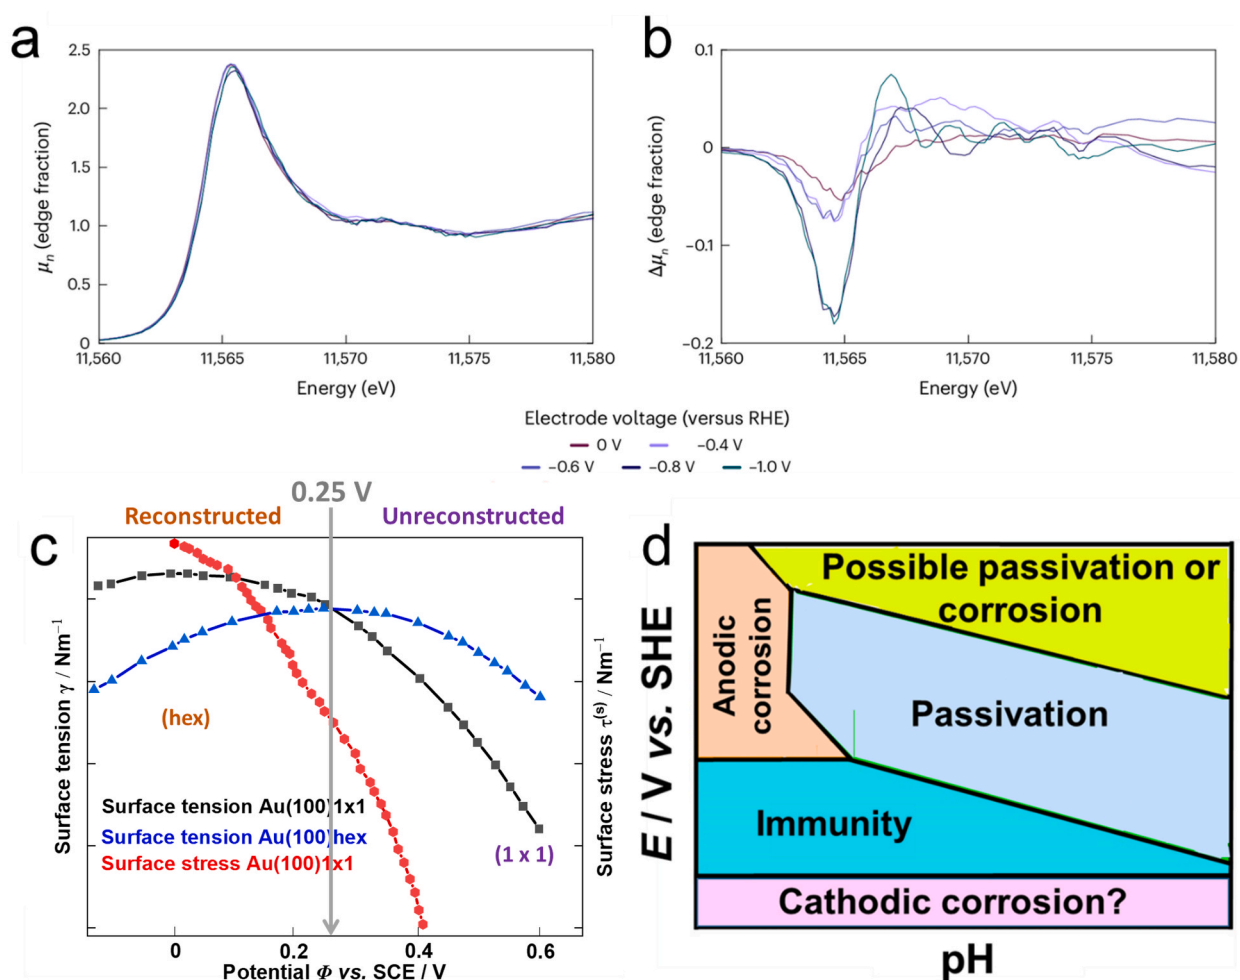 a
b
2.5
2.0
1.5
1.0
0.5
0
μn (edge fraction)
11,560
11,565
11,570
11,575
11,580
Energy (eV)
0.1
0
−0.1
−0.2
Δμn (edge fraction)
11,560
11,565
11,570
11,575
11,580
Energy (eV)
Electrode voltage (versus RHE)
0 V
−0.4 V
−0.6 V
−0.8 V
−1.0 V
c
0.25 V
Reconstructed
Unreconstructed
Surface tension γ / Nm−1
(hex)
Surface tension Au(100)1x1
Surface tension Au(100)hex
Surface stress Au(100)1x1
(1 x 1)
Surface stress τ(s) / Nm−1
0
0.2
0.4
0.6
Potential Φ vs. SCE / V
d
E / V vs. SHE
Possible passivation or
corrosion
Anodic
corrosion
Passivation
Immunity
Cathodic corrosion?
pH